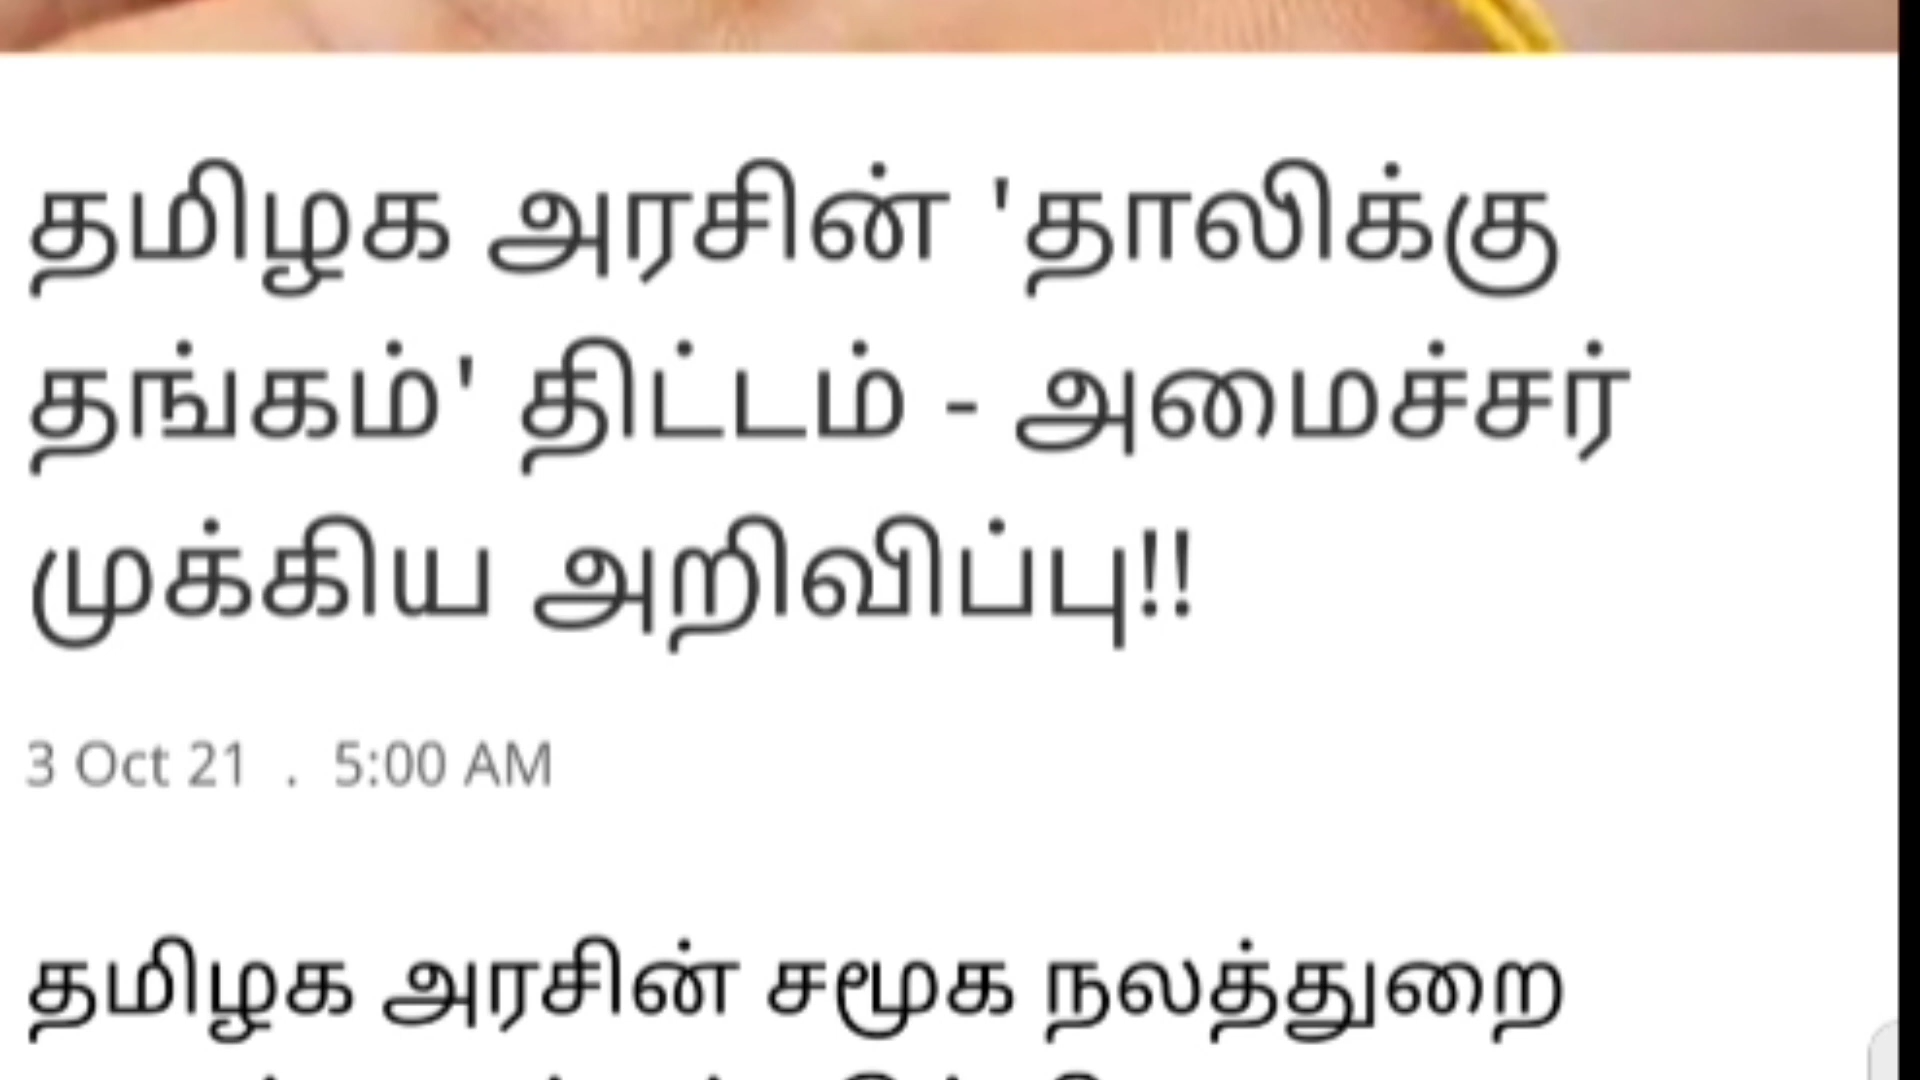 தமிழக அரசின் 'தாலிக்கு
தங்கம்' திட்டம் - அமைச்சர்
முக்கிய அறிவிப்பு!!
3 Oct 21 . 5:00 AM
தமிழக அரசின் சமூக நலத்துறை